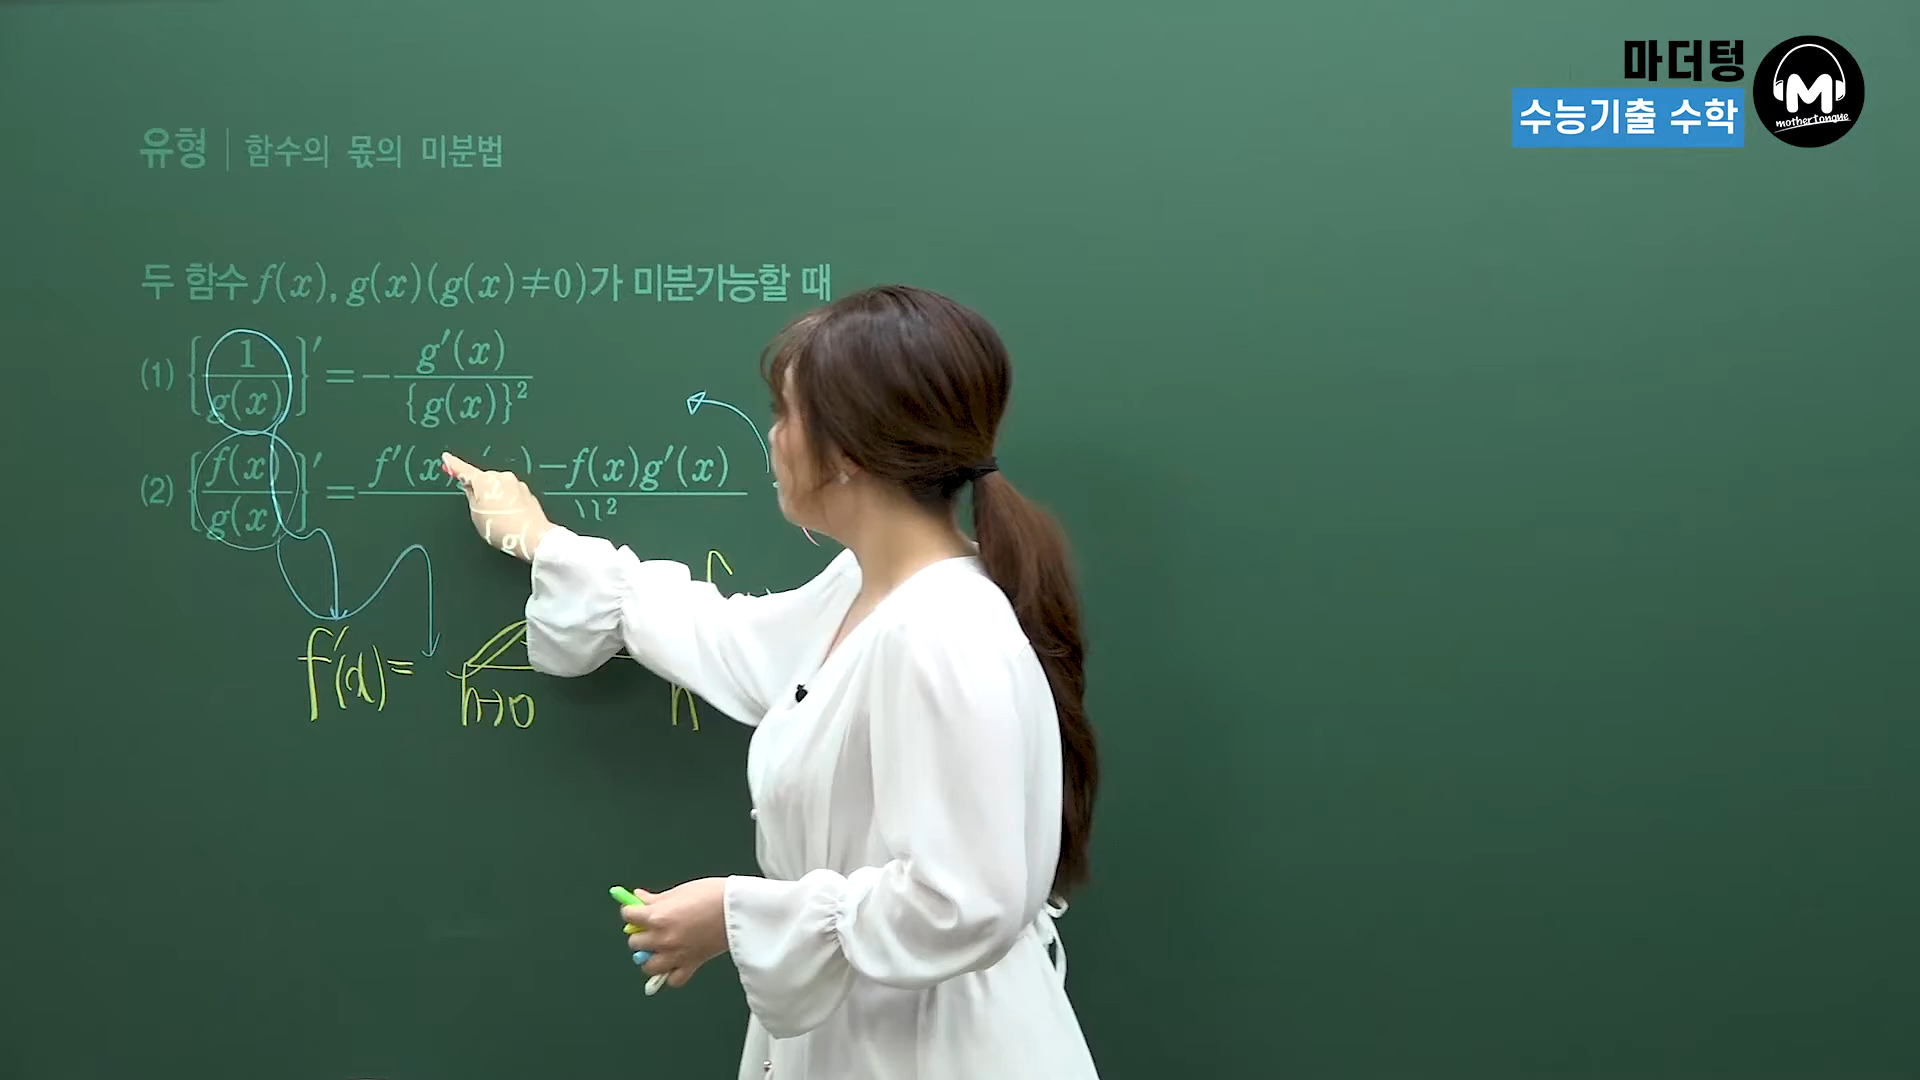 마더텅
수능기출 수학
M
mothertongue
유형 | 함수의 몫의 미분법
두 함수 f(x), g(x)(g(x)≠0)가 미분가능할 때
(1) {1/g(x)}′ = − g′(x)/{g(x)}²
(2) {f(x)/g(x)}′ = f′(x) −f(x)g′(x)
f′(x) =
h→0
h